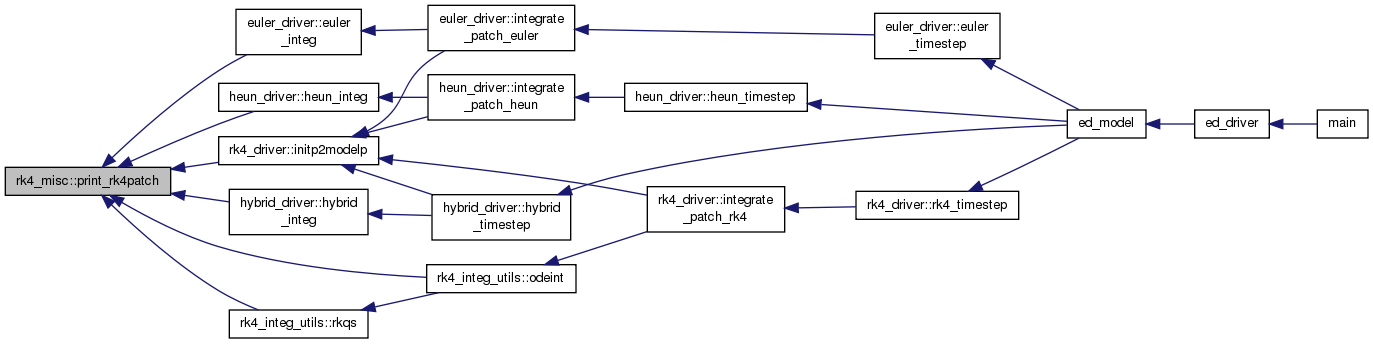 rk4_misc::print_rk4patch
euler_driver::euler
_integ
heun_driver::heun_integ
rk4_driver::initp2modelp
hybrid_driver::hybrid
_integ
rk4_integ_utils::rkqs
euler_driver::integrate
_patch_euler
heun_driver::integrate
_patch_heun
hybrid_driver::hybrid
_timestep
rk4_integ_utils::odeint
heun_driver::heun_timestep
rk4_driver::integrate
_patch_rk4
euler_driver::euler
_timestep
rk4_driver::rk4_timestep
ed_model
ed_driver
main